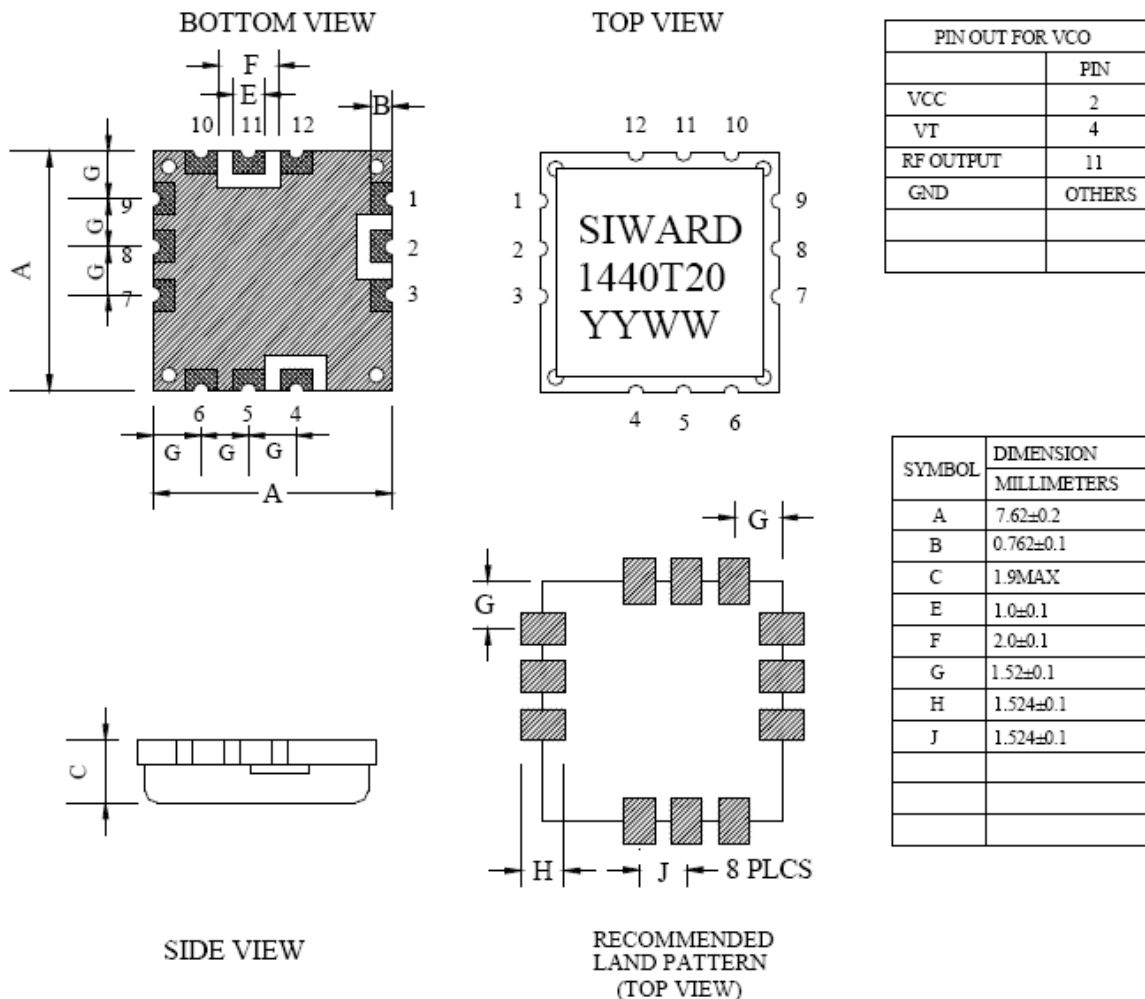 BOTTOM VIEW
F
E
B
10 11 12
G
9
G
8
G
7
A
1
2
3
6 5 4
G G G
A
TOP VIEW
12 11 10
1
2
3
SIWARD
1440T20
YYWW
9
8
7
4 5 6
PIN OUT FOR VCO
PIN
VCC 2
VT 4
RF OUTPUT 11
GND OTHERS
SYMBOL DIMENSION
MILLIMETERS
A 7.62±0.2
B 0.762±0.1
C 1.9MAX
E 1.0±0.1
F 2.0±0.1
G 1.52±0.1
H 1.524±0.1
J 1.524±0.1
C
SIDE VIEW
G
G
H J 8 PLCS
RECOMMENDED
LAND PATTERN
(TOP VIEW)